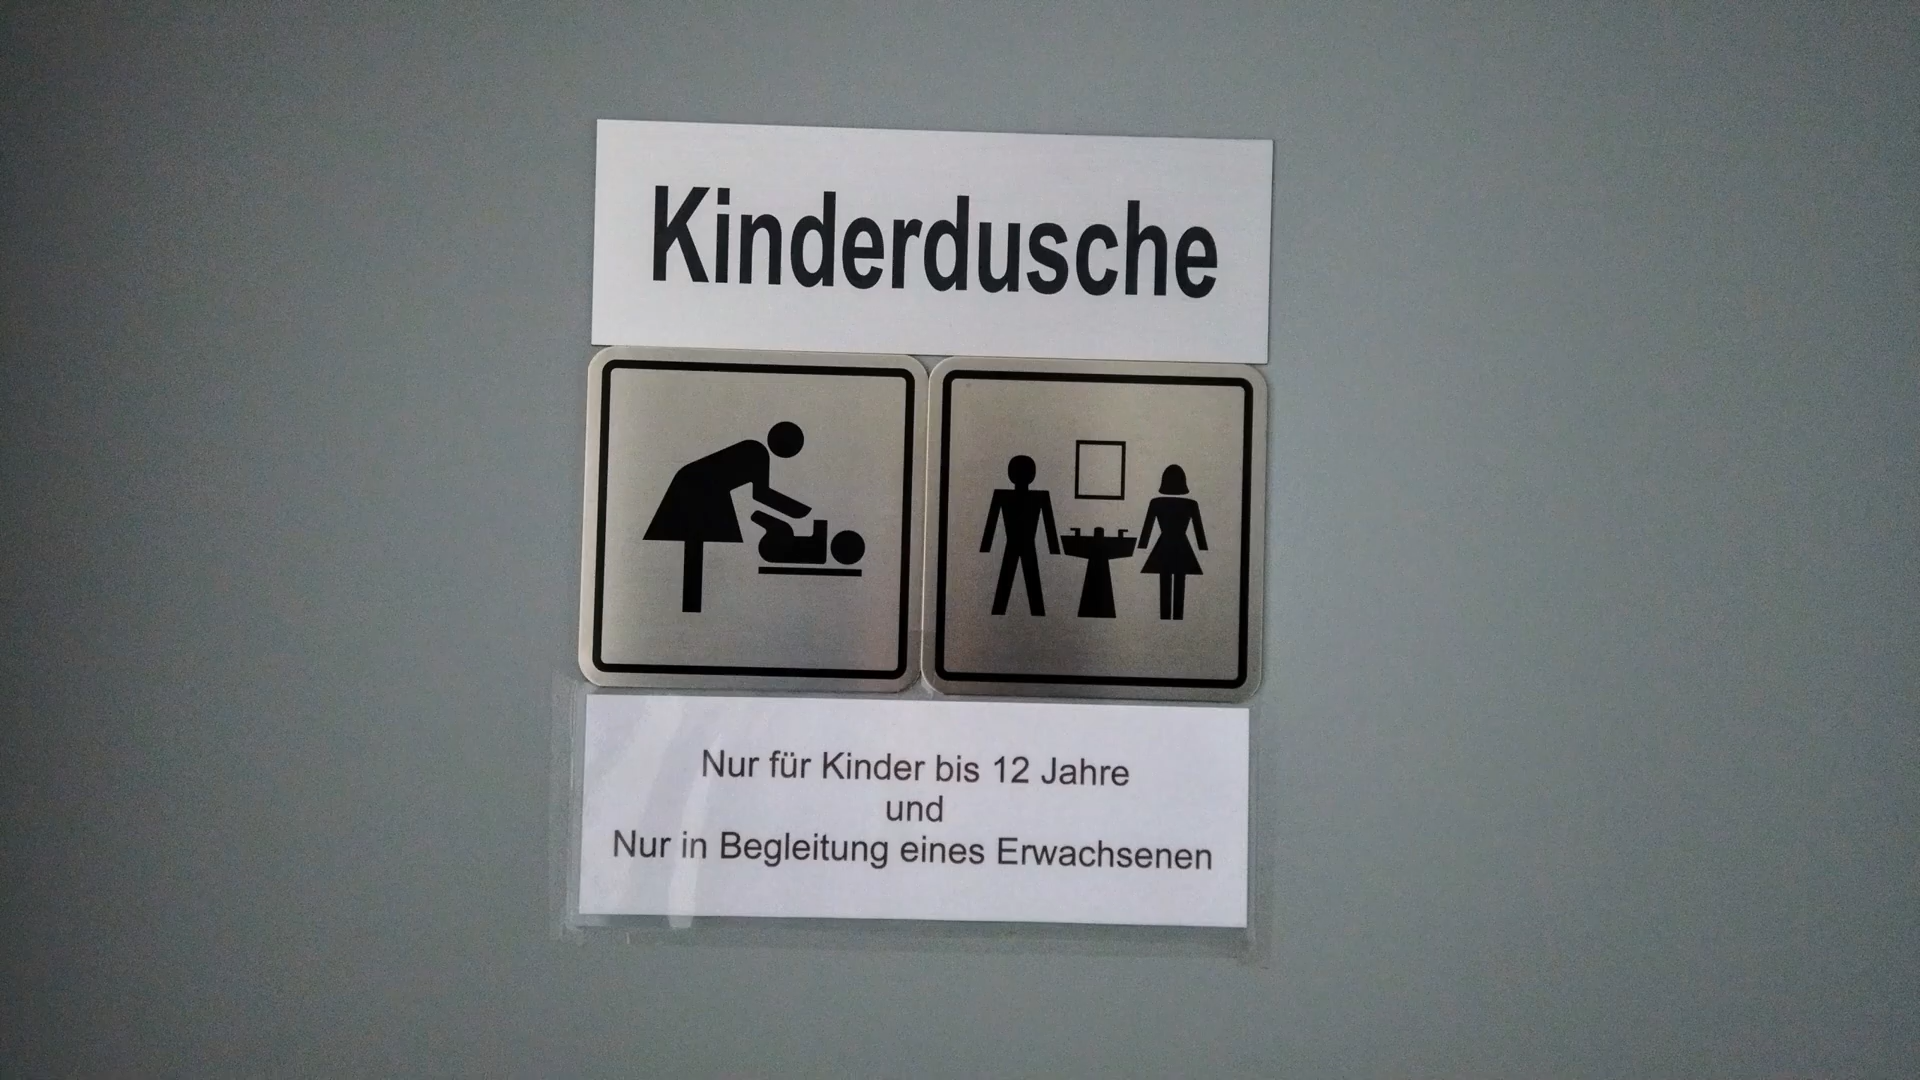 Kinderdusche
Nur für Kinder bis 12 Jahre
und
Nur in Begleitung eines Erwachsenen